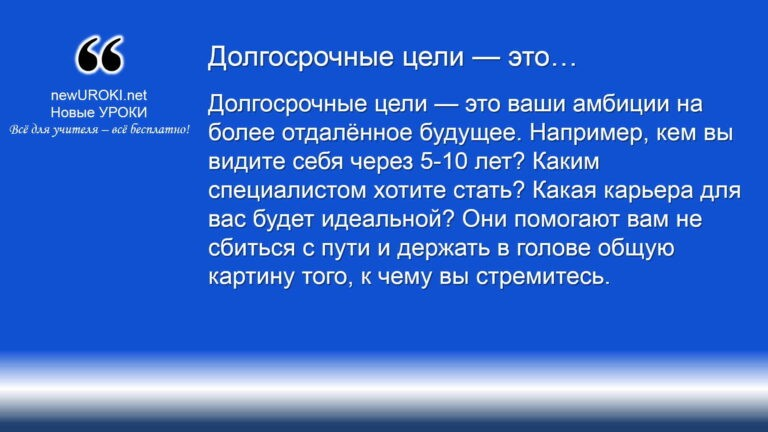 “
newUROKI.net
Новые УРОКИ
Всё для учителя – всё бесплатно!
Долгосрочные цели — это…
Долгосрочные цели — это ваши амбиции на
более отдалённое будущее. Например, кем вы
видите себя через 5-10 лет? Каким
специалистом хотите стать? Какая карьера для
вас будет идеальной? Они помогают вам не
сбиться с пути и держать в голове общую
картину того, к чему вы стремитесь.